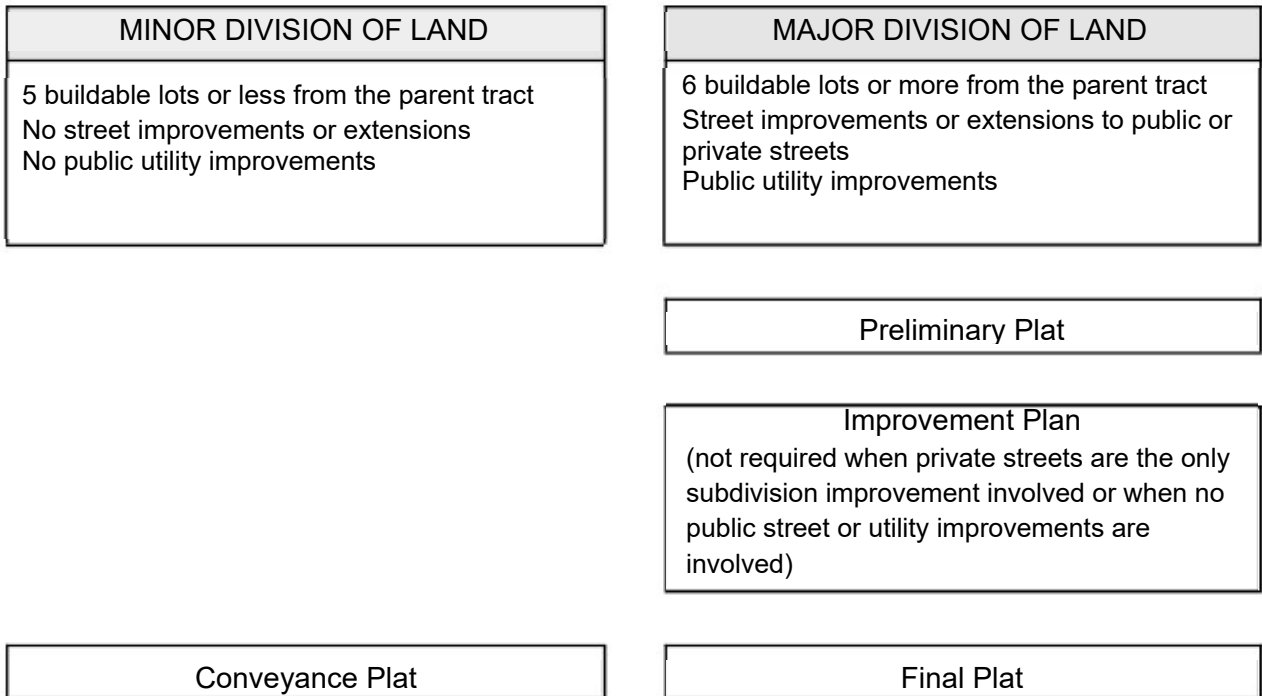 MINOR DIVISION OF LAND
5 buildable lots or less from the parent tract
No street improvements or extensions
No public utility improvements
MAJOR DIVISION OF LAND
6 buildable lots or more from the parent tract
Street improvements or extensions to public or
private streets
Public utility improvements
Preliminary Plat
Improvement Plan
(not required when private streets are the only
subdivision improvement involved or when no
public street or utility improvements are
involved)
Conveyance Plat
Final Plat